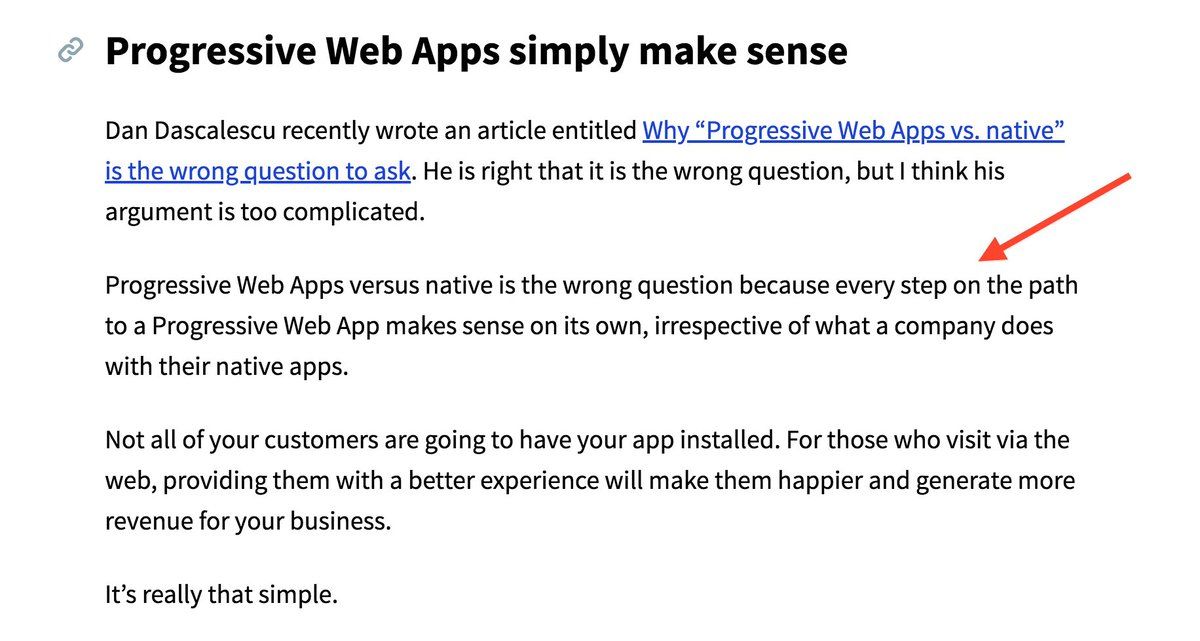 Progressive Web Apps simply make sense
Dan Dascalescu recently wrote an article entitled Why “Progressive Web Apps vs. native”
is the wrong question to ask. He is right that it is the wrong question, but I think his
argument is too complicated.
Progressive Web Apps versus native is the wrong question because every step on the path
to a Progressive Web App makes sense on its own, irrespective of what a company does
with their native apps.
Not all of your customers are going to have your app installed. For those who visit via the
web, providing them with a better experience will make them happier and generate more
revenue for your business.
It’s really that simple.